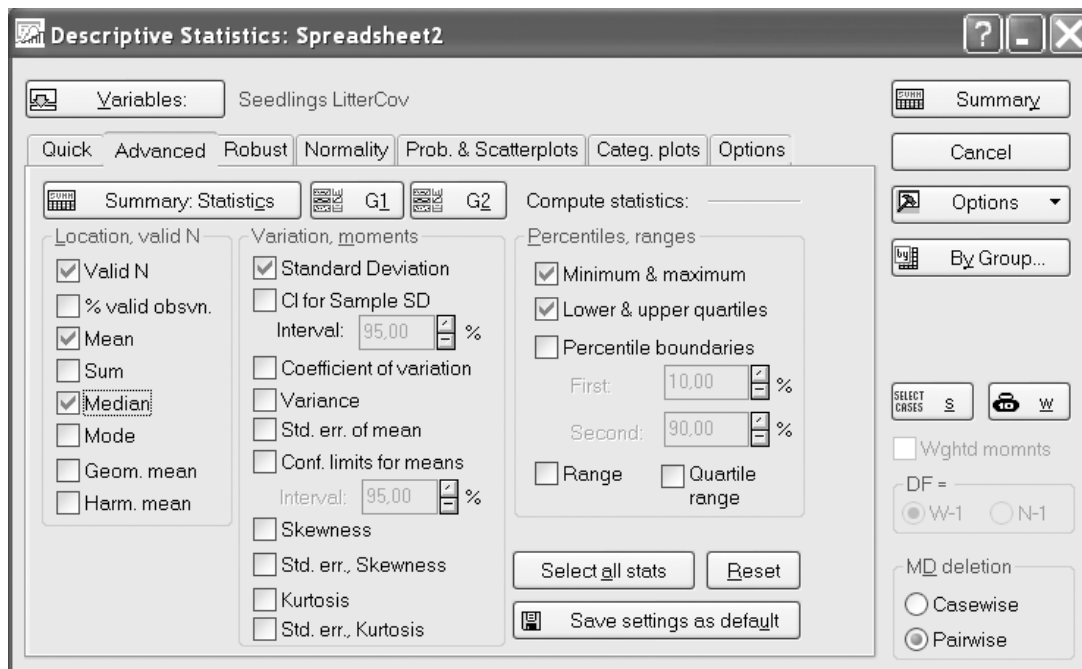 Descriptive Statistics: Spreadsheet2
?
Variables: Seedlings LitterCov
Quick Advanced Robust Normality Prob. & Scatterplots Categ. plots Options
SUMM Summary: Statistics G1 G2 Compute statistics:
Location, valid N
Valid N
% valid obsvn.
Mean
Sum
Median
Mode
Geom. mean
Harm. mean
Variation, moments
Standard Deviation
CI for Sample SD
Interval: 95,00 %
Coefficient of variation
Variance
Std. err. of mean
Conf. limits for means
Interval: 95,00 %
Skewness
Std. err., Skewness
Kurtosis
Std. err., Kurtosis
Percentiles, ranges
Minimum & maximum
Lower & upper quartiles
Percentile boundaries
First: 10,00 %
Second: 90,00 %
Range Quartile
range
Select all stats Reset
Save settings as default
SUMM Summary
Cancel
Options
by By Group...
SELECT
CASES S W
Wghtd momnts
DF =
W-1 N-1
MD deletion
Casewise
Pairwise